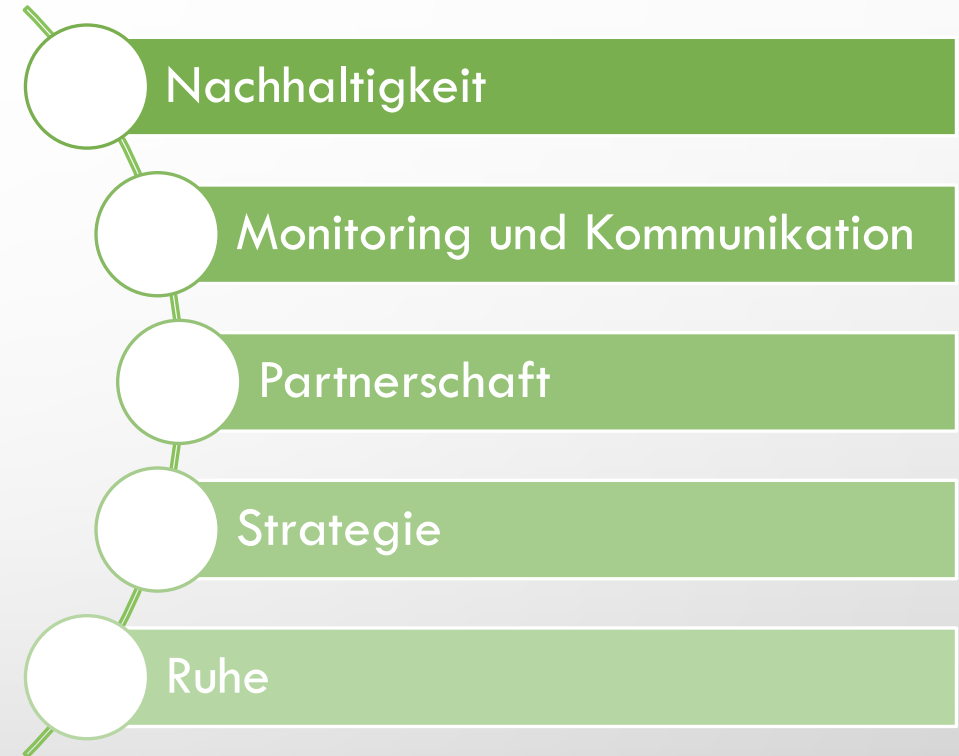 Nachhaltigkeit
Monitoring und Kommunikation
Partnerschaft
Strategie
Ruhe